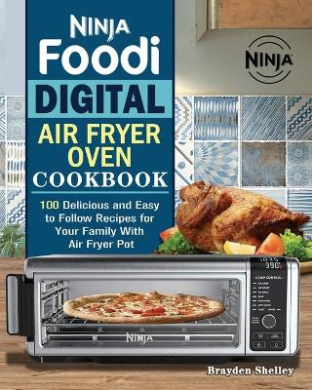 NINJA
Foodi
DIGITAL
AIR FRYER
OVEN
COOKBOOK
100 Delicious and Easy
to Follow Recipes for
Your Family With
Air Fryer Pot
NINJA
390
NINJA
Brayden Shelley